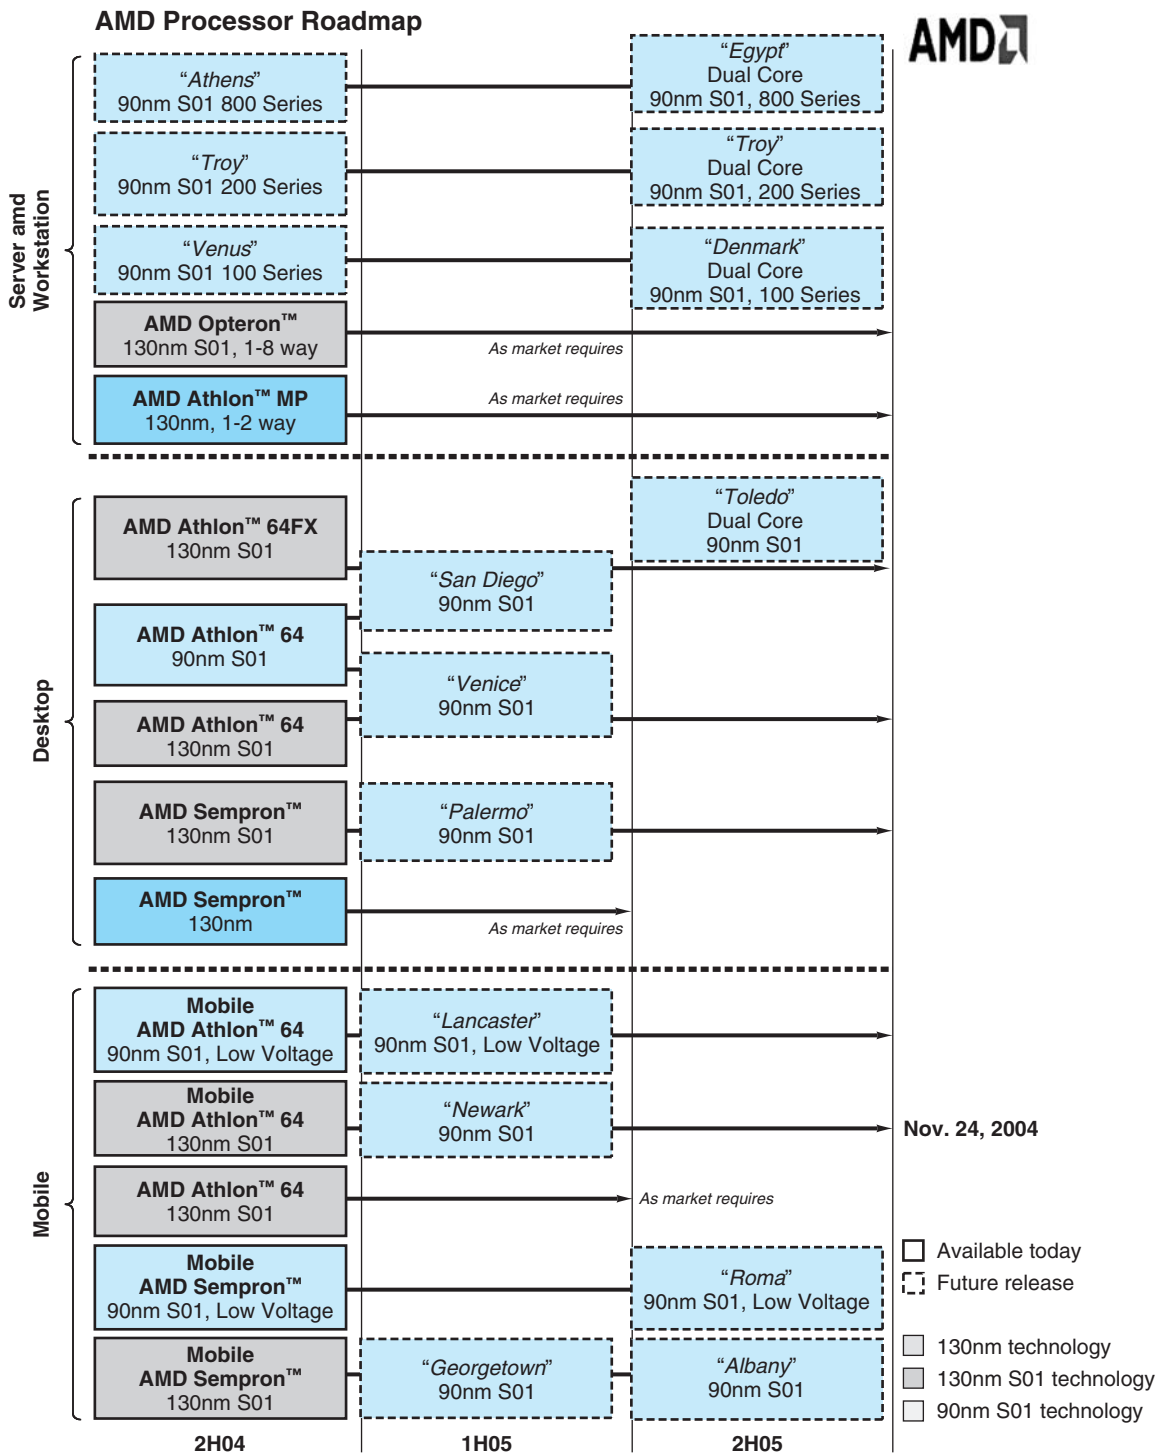 AMD Processor Roadmap
AMD
Server amd
Workstation
"Athens"
90nm S01 800 Series
"Egypt"
Dual Core
90nm S01, 800 Series
"Troy"
90nm S01 200 Series
"Troy"
Dual Core
90nm S01, 200 Series
"Venus"
90nm S01 100 Series
"Denmark"
Dual Core
90nm S01, 100 Series
AMD Opteron™
130nm S01, 1-8 way
As market requires
AMD Athlon™ MP
130nm, 1-2 way
As market requires
Desktop
AMD Athlon™ 64FX
130nm S01
"Toledo"
Dual Core
90nm S01
"San Diego"
90nm S01
AMD Athlon™ 64
90nm S01
"Venice"
90nm S01
AMD Athlon™ 64
130nm S01
AMD Sempron™
130nm S01
"Palermo"
90nm S01
AMD Sempron™
130nm
As market requires
Mobile
Mobile
AMD Athlon™ 64
90nm S01, Low Voltage
"Lancaster"
90nm S01, Low Voltage
Mobile
AMD Athlon™ 64
130nm S01
"Newark"
90nm S01
Nov. 24, 2004
AMD Athlon™ 64
130nm S01
As market requires
Mobile
AMD Sempron™
90nm S01, Low Voltage
"Roma"
90nm S01, Low Voltage
Mobile
AMD Sempron™
130nm S01
"Georgetown"
90nm S01
"Albany"
90nm S01
Available today
Future release
130nm technology
130nm S01 technology
90nm S01 technology
2H04
1H05
2H05